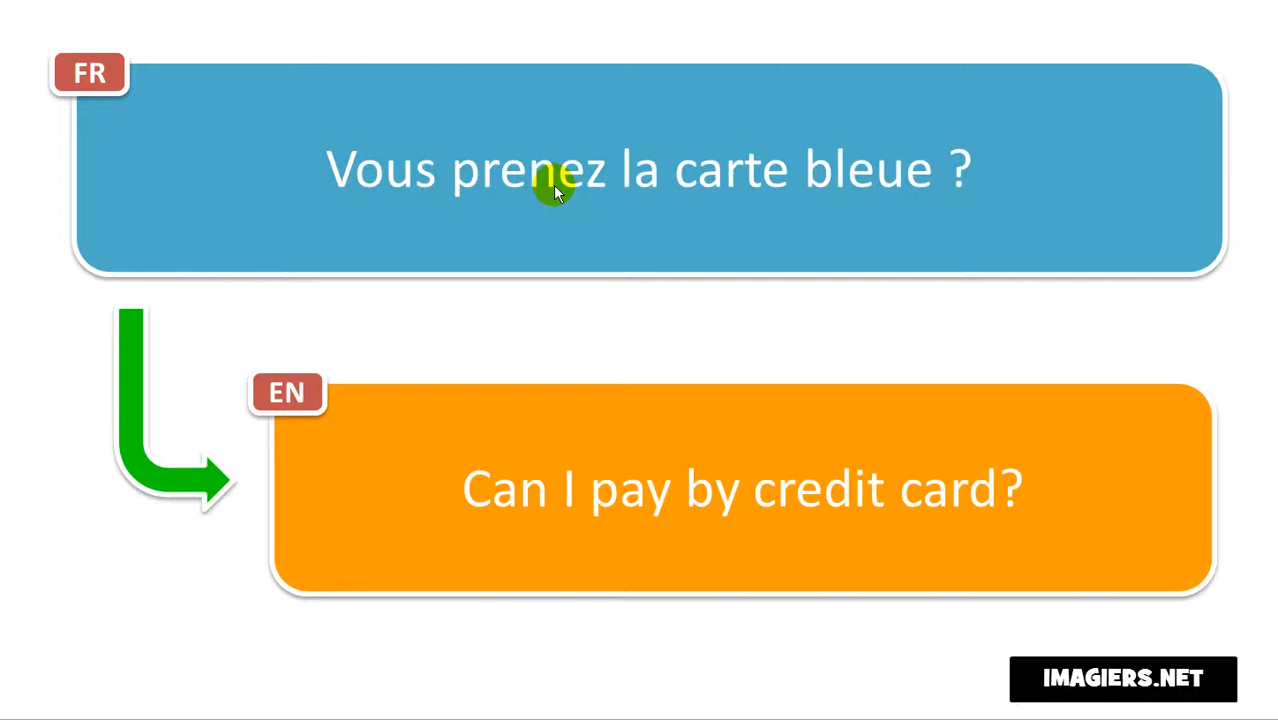 FR
Vous prenez la carte bleue ?
EN
Can I pay by credit card?
IMAGIERS.NET